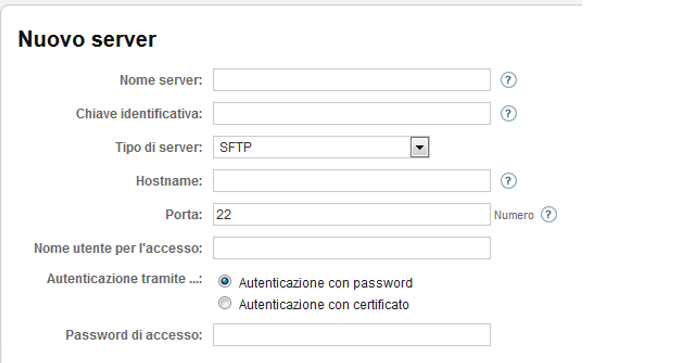 Nuovo server
Nome server: ?
Chiave identificativa: ?
Tipo di server: SFTP
Hostname: ?
Porta: 22 Numero ?
Nome utente per l'accesso:
Autenticazione tramite ...: Autenticazione con password
Autenticazione con certificato
Password di accesso: